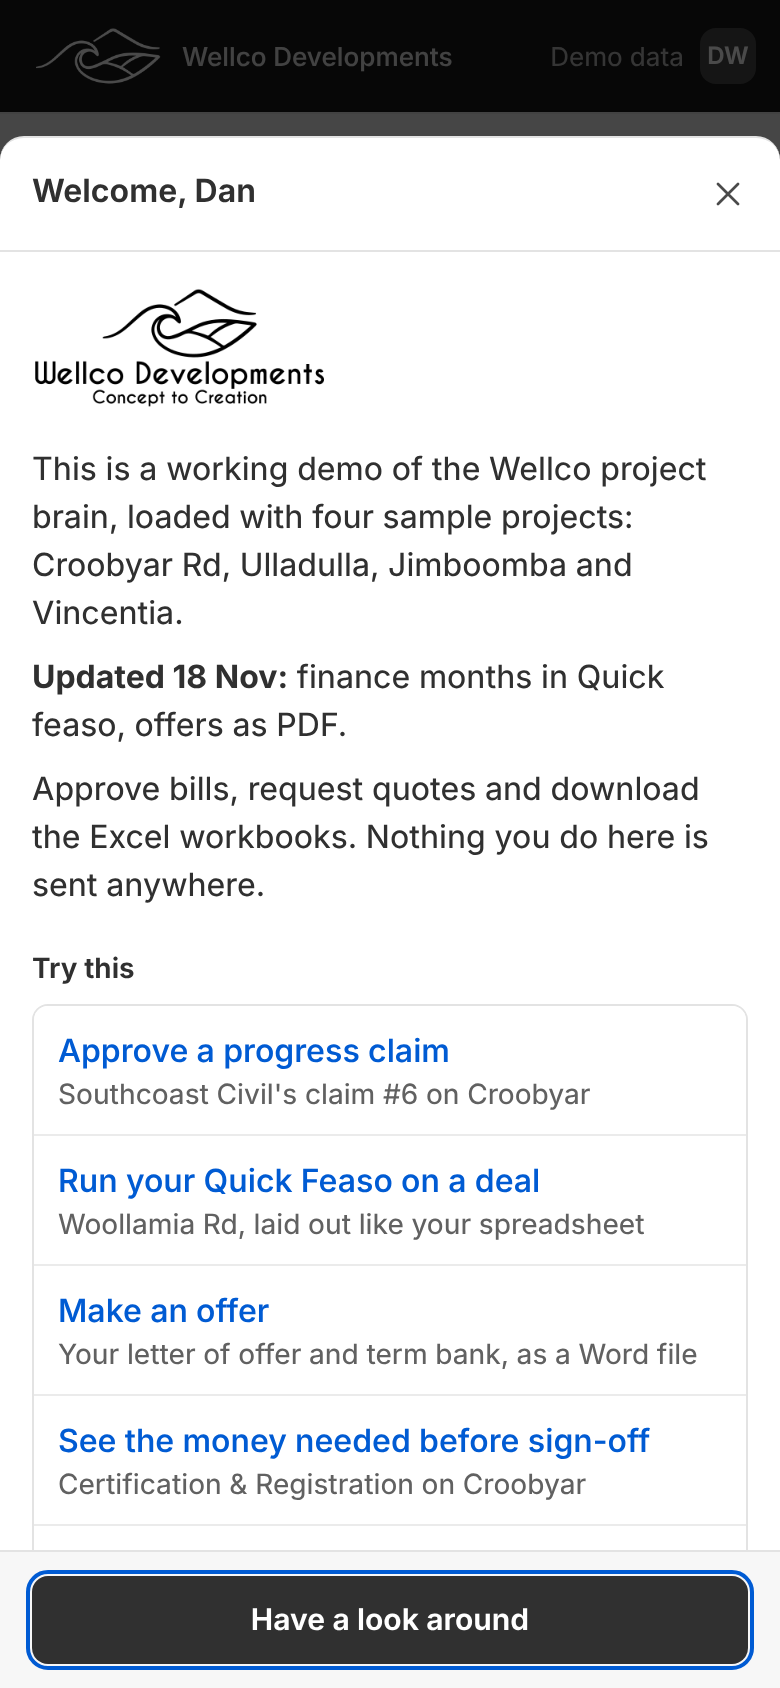 Wellco Developments
Demo data
DW
Welcome, Dan
Wellco Developments
Concept to Creation
This is a working demo of the Wellco project
brain, loaded with four sample projects:
Croobyar Rd, Ulladulla, Jimboomba and
Vincentia.
Updated 18 Nov: finance months in Quick
feaso, offers as PDF.
Approve bills, request quotes and download
the Excel workbooks. Nothing you do here is
sent anywhere.
Try this
Approve a progress claim
Southcoast Civil's claim #6 on Croobyar
Run your Quick Feaso on a deal
Woollamia Rd, laid out like your spreadsheet
Make an offer
Your letter of offer and term bank, as a Word file
See the money needed before sign-off
Certification & Registration on Croobyar
Have a look around